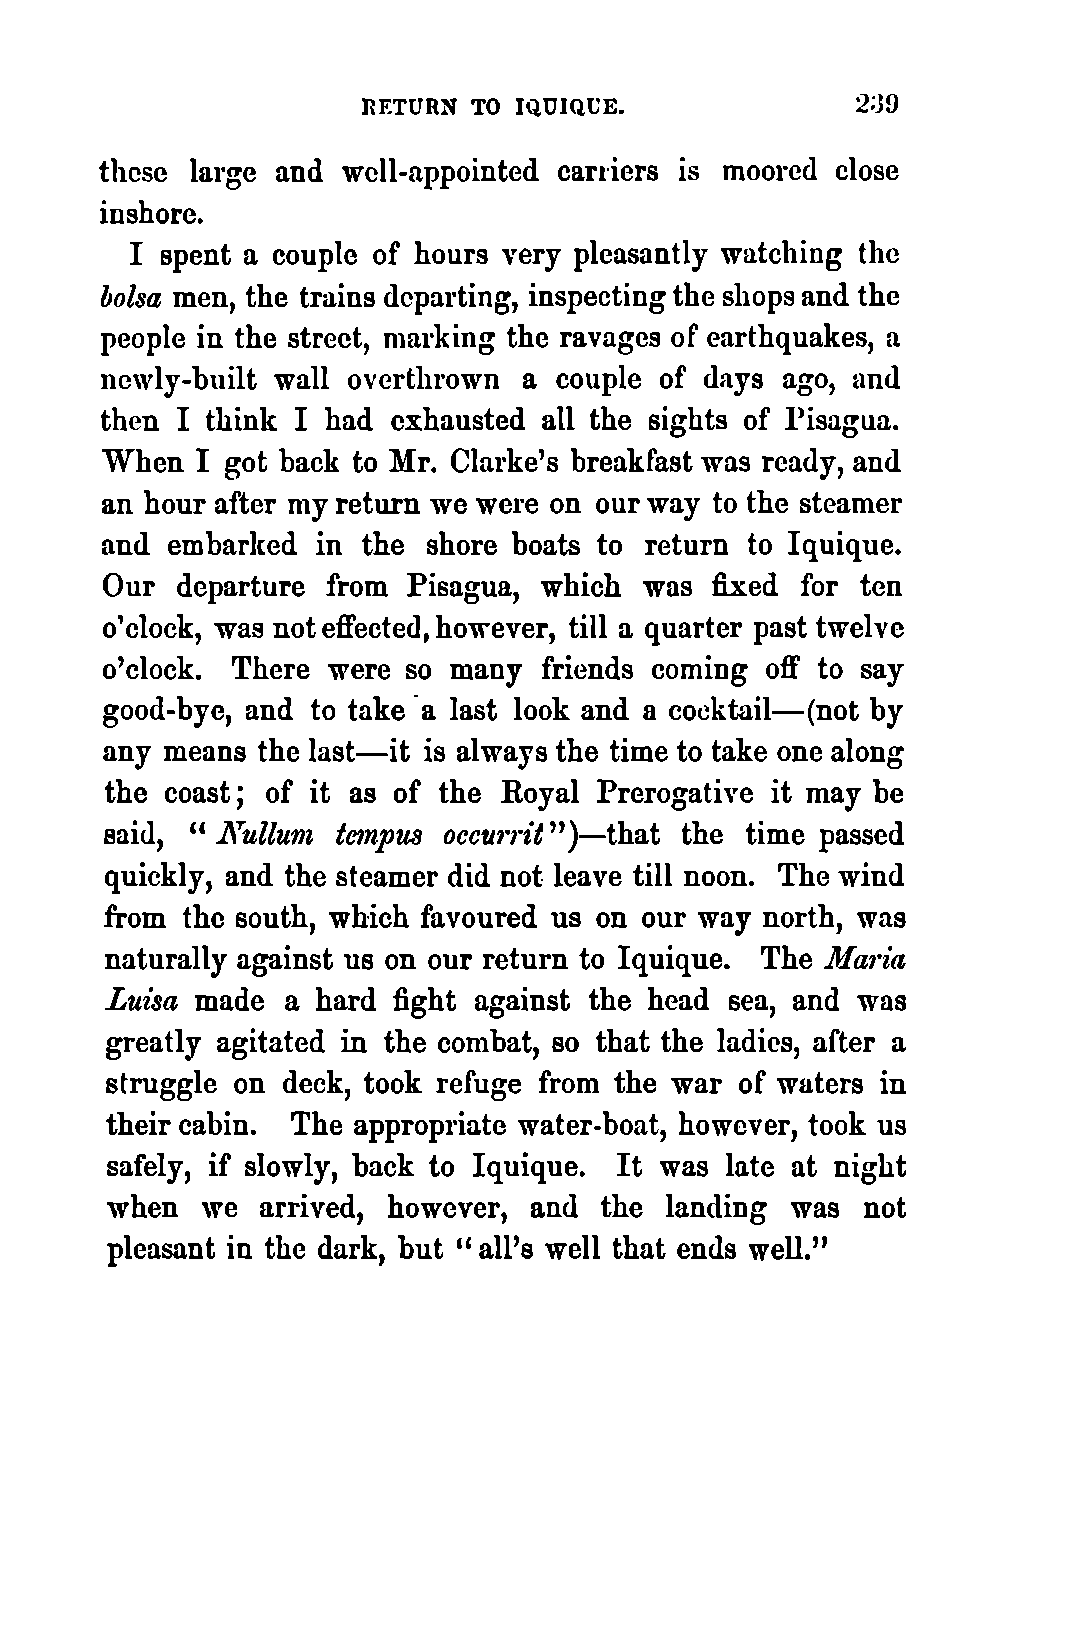 RETURN TO IQUIQUE. 239
these large and well-appointed carriers is moored close
inshore.
I spent a couple of hours very pleasantly watching the
bolsa men, the trains departing, inspecting the shops and the
people in the street, marking the ravages of earthquakes, a
newly-built wall overthrown a couple of days ago, and
then I think I had exhausted all the sights of Pisagua.
When I got back to Mr. Clarke's breakfast was ready, and
an hour after my return we were on our way to the steamer
and embarked in the shore boats to return to Iquique.
Our departure from Pisagua, which was fixed for ten
o'clock, was not effected, however, till a quarter past twelve
o'clock. There were so many friends coming off to say
good-bye, and to take a last look and a cocktail—(not by
any means the last—it is always the time to take one along
the coast; of it as of the Royal Prerogative it may be
said, "Nullum tempus occurrit")—that the time passed
quickly, and the steamer did not leave till noon. The wind
from the south, which favoured us on our way north, was
naturally against us on our return to Iquique. The Maria
Luisa made a hard fight against the head sea, and was
greatly agitated in the combat, so that the ladies, after a
struggle on deck, took refuge from the war of waters in
their cabin. The appropriate water-boat, however, took us
safely, if slowly, back to Iquique. It was late at night
when we arrived, however, and the landing was not
pleasant in the dark, but "all's well that ends well."